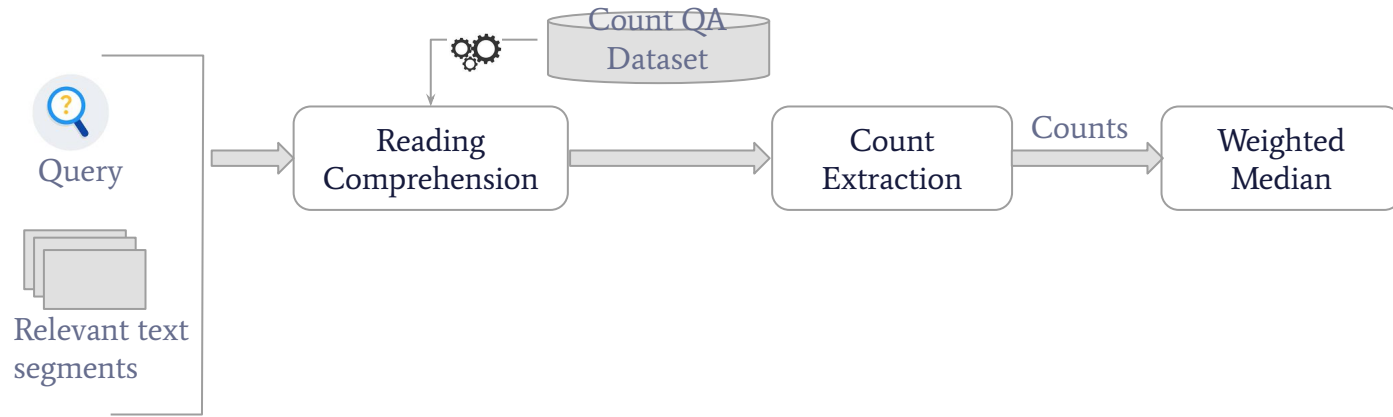 Count QA
Dataset
?
Query
Relevant text
segments
Reading
Comprehension
Count
Extraction
Counts
Weighted
Median